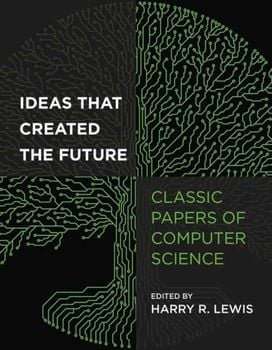 IDEAS THAT
CREATED
THE FUTURE
CLASSIC
PAPERS OF
COMPUTER
SCIENCE
EDITED BY
HARRY R. LEWIS